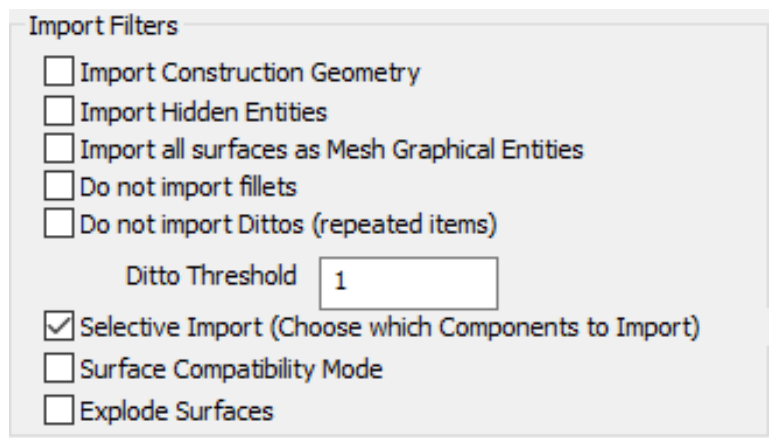 Import Filters
Import Construction Geometry
Import Hidden Entities
Import all surfaces as Mesh Graphical Entities
Do not import fillets
Do not import Dittos (repeated items)
Ditto Threshold 1
Selective Import (Choose which Components to Import)
Surface Compatibility Mode
Explode Surfaces